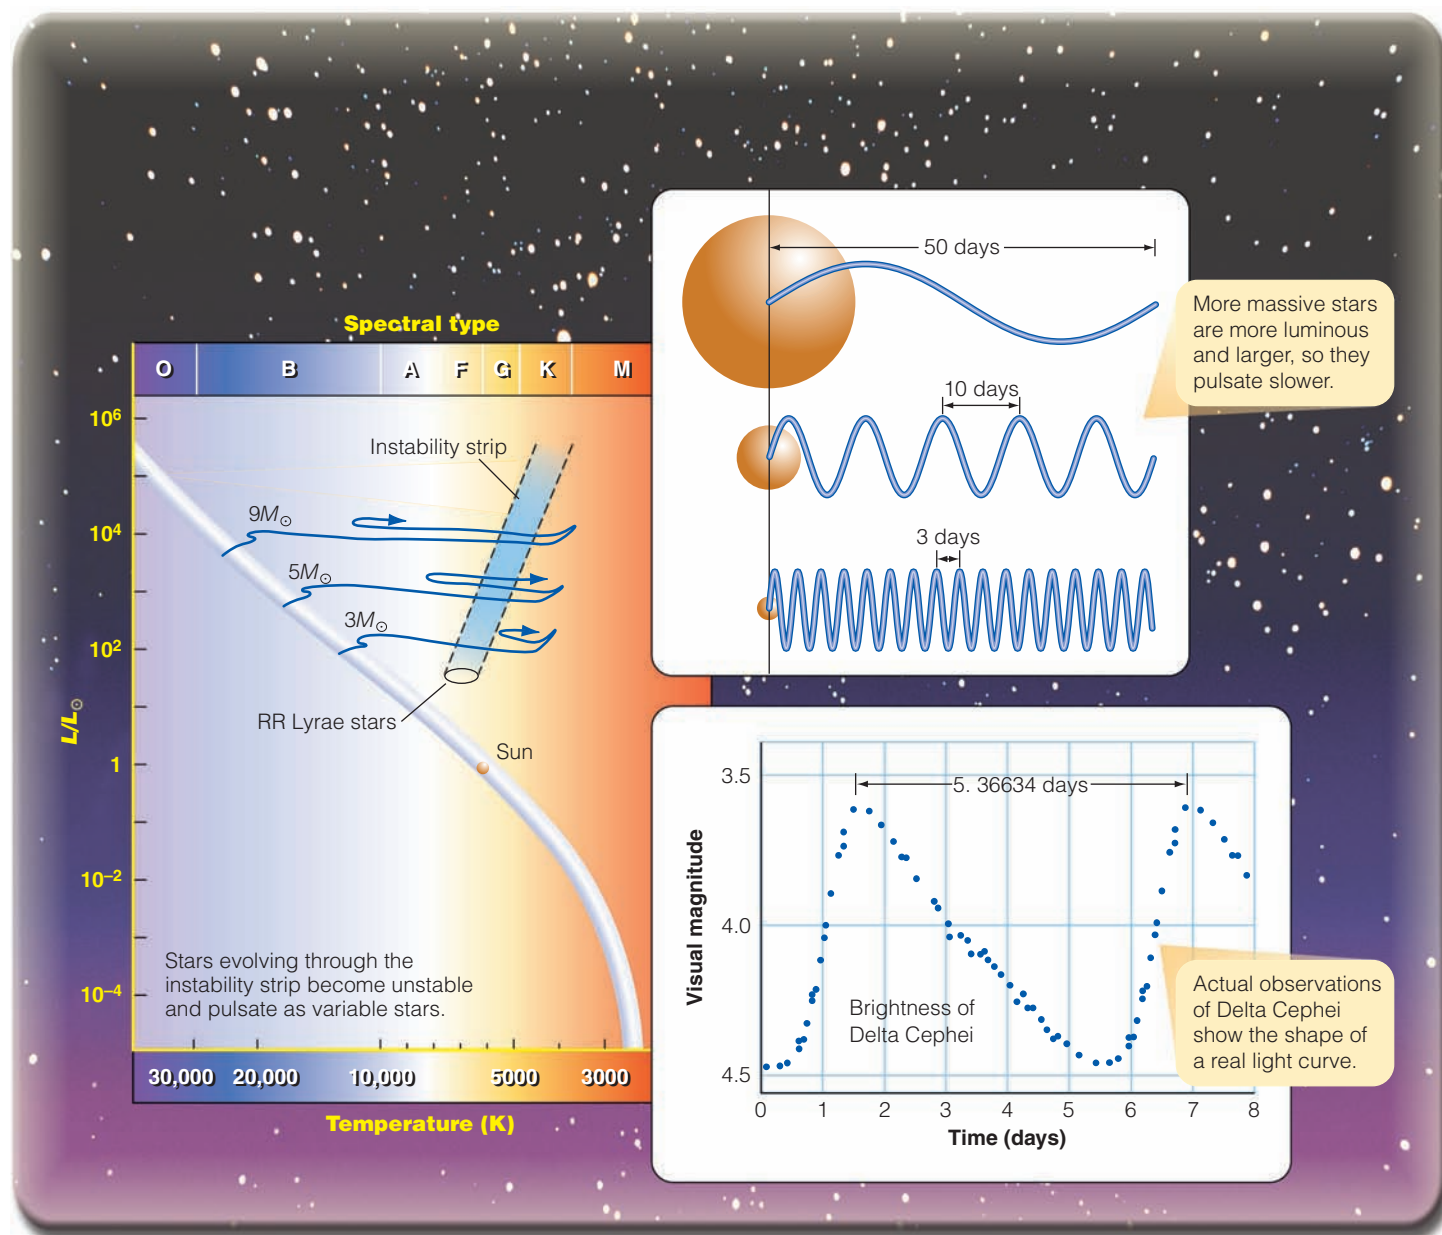 Spectral type
O B A F G K M
10⁶
10⁴
10²
1
10⁻²
10⁻⁴
L/L⊙
Instability strip
9M⊙
5M⊙
3M⊙
RR Lyrae stars
Sun
Stars evolving through the
instability strip become unstable
and pulsate as variable stars.
30,000 20,000 10,000 5000 3000
Temperature (K)
50 days
10 days
3 days
More massive stars
are more luminous
and larger, so they
pulsate slower.
3.5
4.0
4.5
Visual magnitude
5. 36634 days
Brightness of
Delta Cephei
0 1 2 3 4 5 6 7 8
Time (days)
Actual observations
of Delta Cephei
show the shape of
a real light curve.